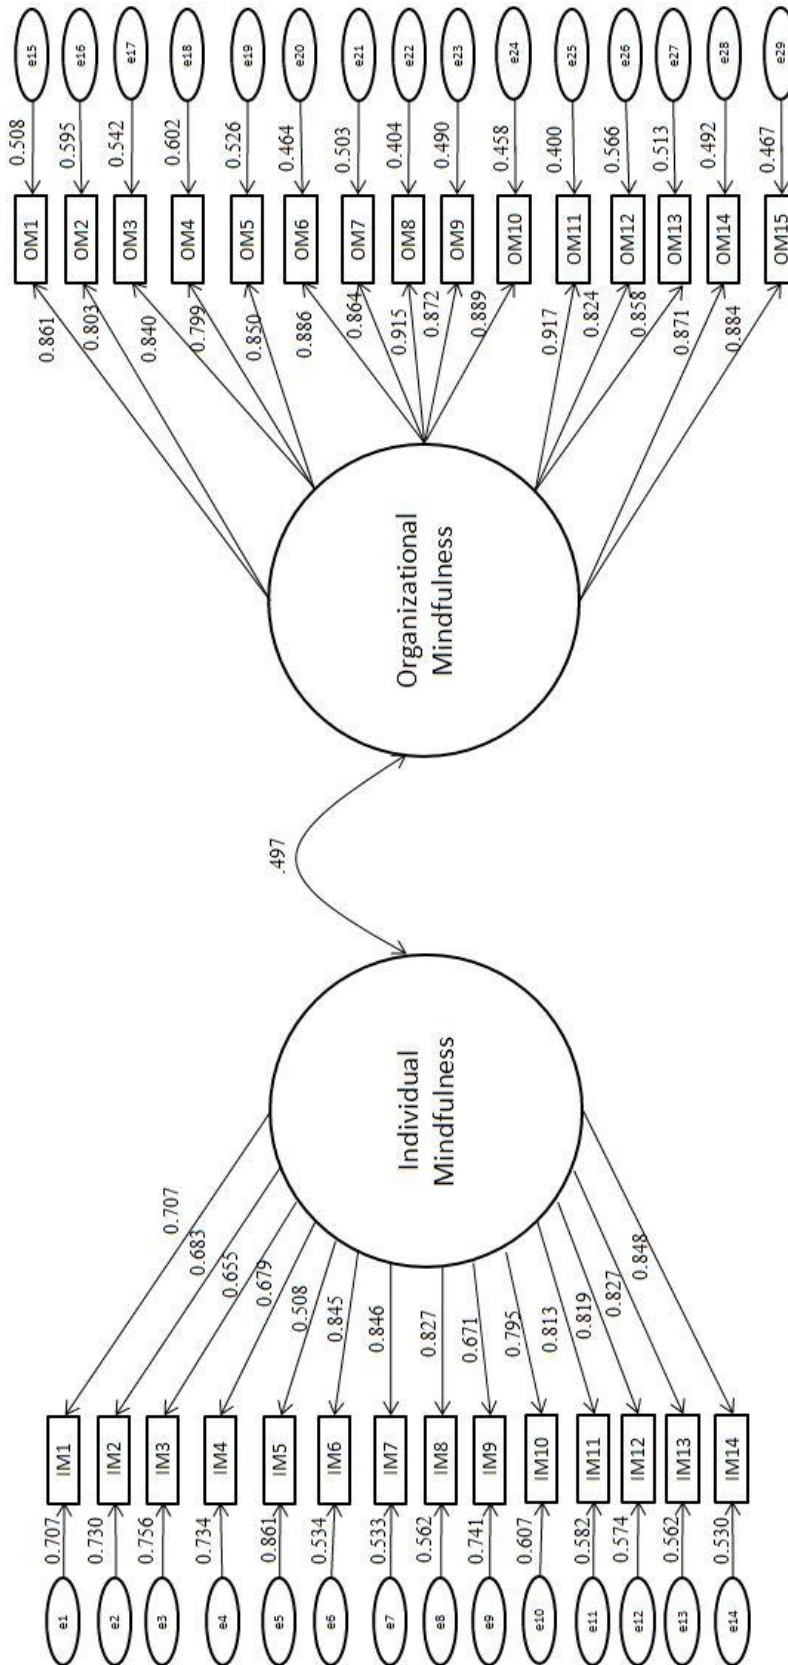 e1
e2
e3
e4
e5
e6
e7
e8
e9
e10
e11
e12
e13
e14
0.707
0.730
0.756
0.734
0.861
0.534
0.533
0.562
0.741
0.607
0.582
0.574
0.562
0.530
IM1
IM2
IM3
IM4
IM5
IM6
IM7
IM8
IM9
IM10
IM11
IM12
IM13
IM14
0.707
0.683
0.655
0.679
0.508
0.845
0.846
0.827
0.671
0.795
0.813
0.819
0.827
0.848
Individual
Mindfulness
.497
Organizational
Mindfulness
0.861
0.803
0.840
0.799
0.850
0.886
0.864
0.915
0.872
0.889
0.917
0.824
0.858
0.871
0.884
OM1
OM2
OM3
OM4
OM5
OM6
OM7
OM8
OM9
OM10
OM11
OM12
OM13
OM14
OM15
0.508
0.595
0.542
0.602
0.526
0.464
0.503
0.404
0.490
0.458
0.400
0.566
0.513
0.492
0.467
e15
e16
e17
e18
e19
e20
e21
e22
e23
e24
e25
e26
e27
e28
e29